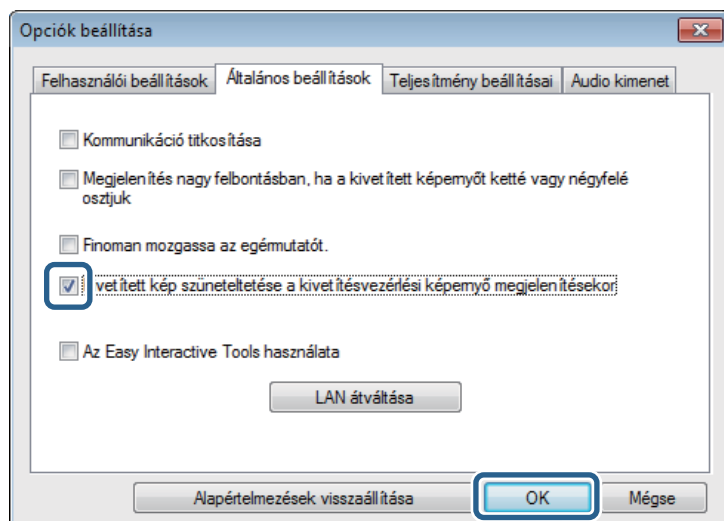 Opciók beállítása
Felhasználói beállítások Általános beállítások Teljesítmény beállításai Audio kimenet
Kommunikáció titkosítása
Megjelenítés nagy felbontásban, ha a kivetített képernyőt ketté vagy négyfelé
osztjuk
Finoman mozgassa az egérmutatót.
vetített kép szüneteltetése a kivetítésvezérlési képernyő megjelenítésekor
Az Easy Interactive Tools használata
LAN átváltása
Alapértelmezések visszaállítása OK Mégse